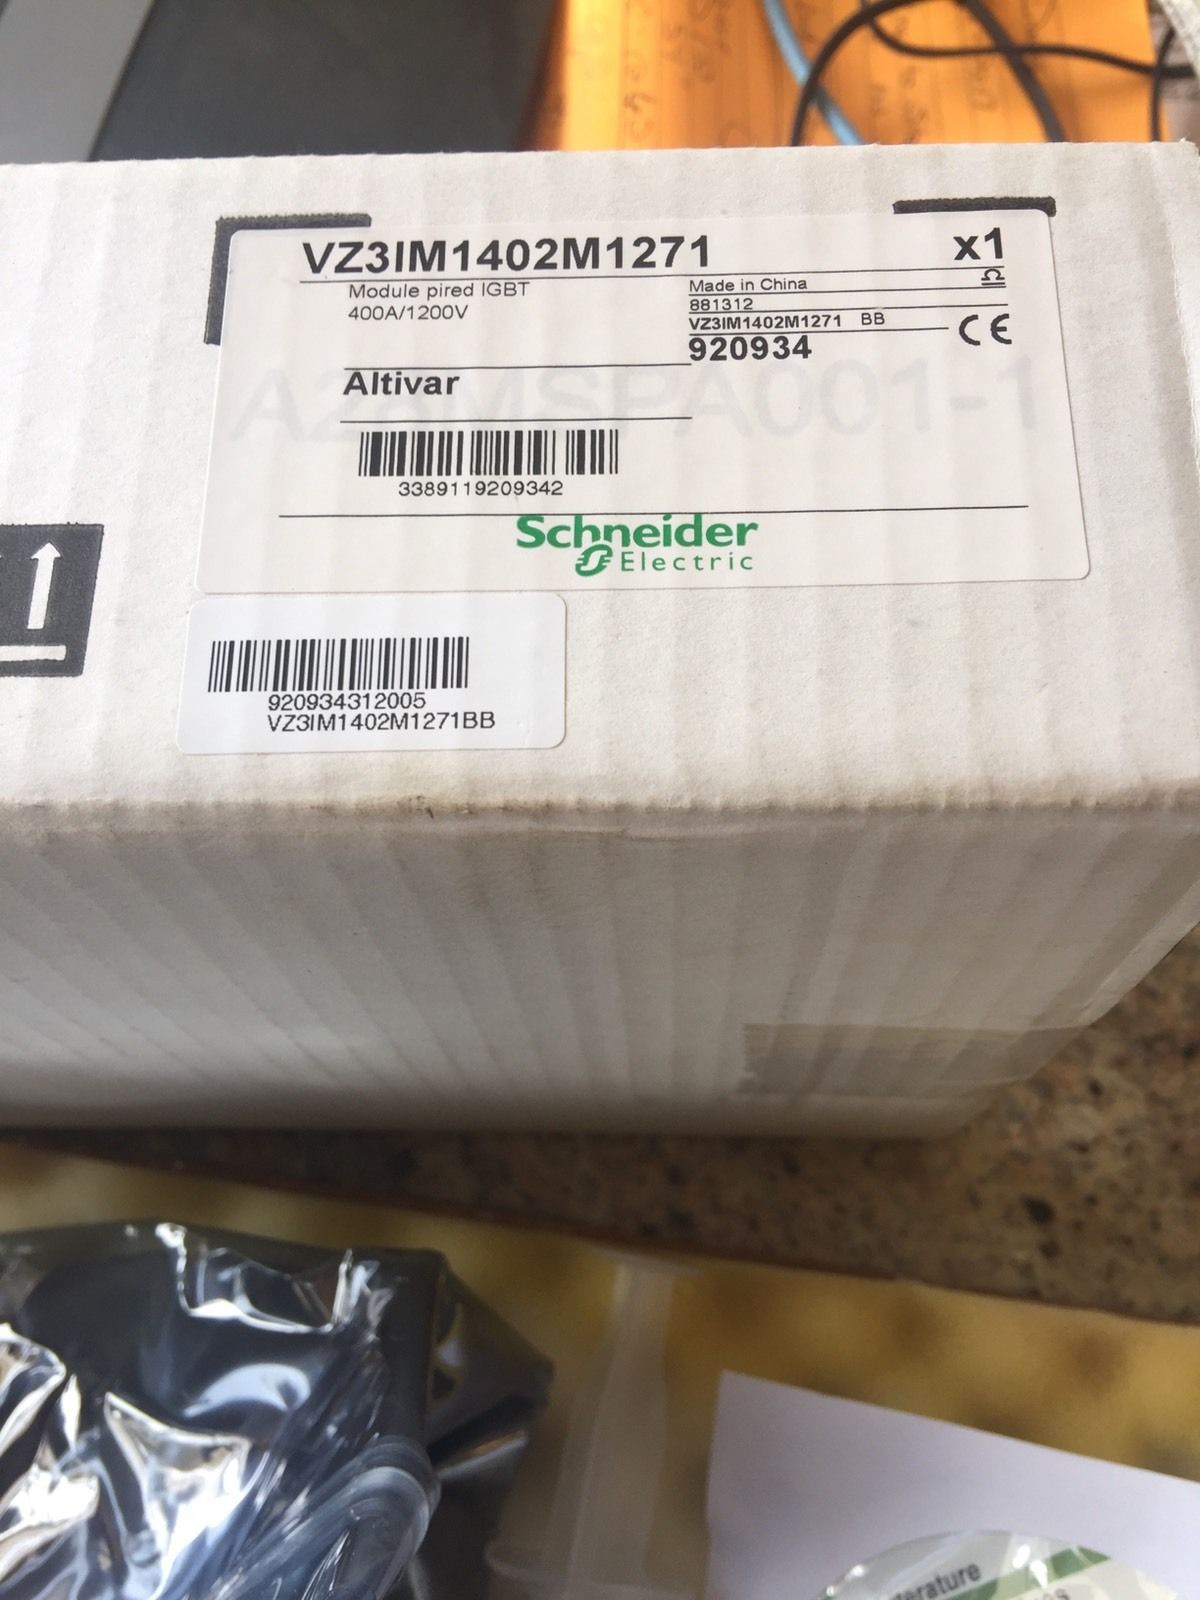 VZ3IM1402M1271
x1
Module pired IGBT
400A/1200V
Made in China
881312
VZ3IM1402M1271 BB
CE
920934
Altivar
3389119209342
Schneider
Electric
920934312005
VZ3IM1402M1271BB